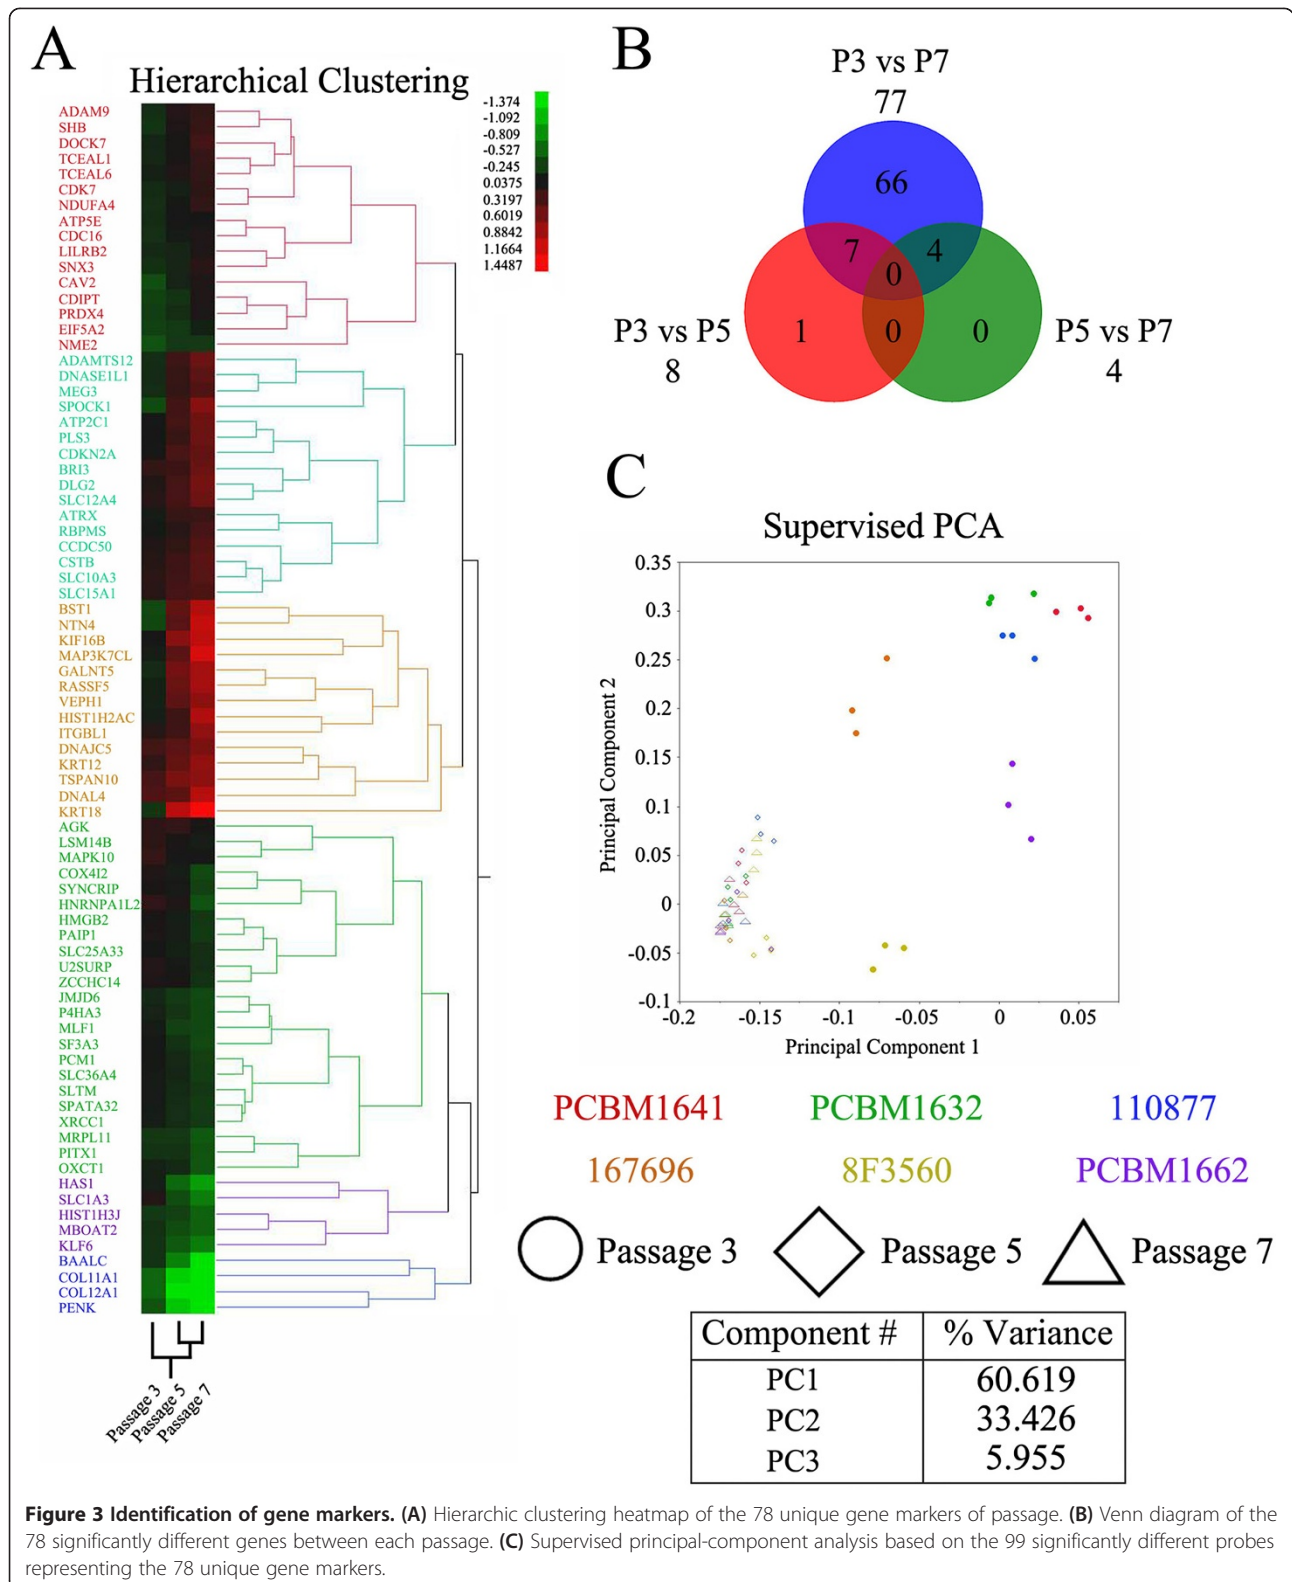 A
Hierarchical Clustering
-1.374
-1.092
-0.809
-0.527
-0.245
0.0375
0.3197
0.6019
0.8842
1.1664
1.4487
ADAM9
SHB
DOCK7
TCEAL1
TCEAL6
CDK7
NDUFA4
ATP5E
CDC16
LILRB2
SNX3
CAV2
CDIPT
PRDX4
EIF5A2
NME2
ADAMTS12
DNASE1L1
MEG3
SPOCK1
ATP2C1
PLS3
CDKN2A
BRI3
DLG2
SLC12A4
ATRX
RBPMS
CCDC50
CSTB
SLC10A3
SLC15A1
BST1
NTN4
KIF16B
MAP3K7CL
GALNT5
RASSF5
VEPH1
HIST1H2AC
ITGBL1
DNAJC5
KRT12
TSPAN10
DNAL4
KRT18
AGK
LSM14B
MAPK10
COX4I2
SYNCRIP
HNRNPA1L2
HMGB2
PAIP1
SLC25A33
U2SURP
ZCCHC14
JMJD6
P4HA3
MLF1
SF3A3
PCM1
SLC36A4
SLTM
SPATA32
XRCC1
MRPL11
PITX1
OXCT1
HAS1
SLC1A3
HIST1H3J
MBOAT2
KLF6
BAALC
COL11A1
COL12A1
PENK
Passage 3
Passage 5
Passage 7
B
P3 vs P7
77
66
7
4
0
P3 vs P5
8
1
0
0
P5 vs P7
4
C
Supervised PCA
Principal Component 2
0.35
0.3
0.25
0.2
0.15
0.1
0.05
0
-0.05
-0.1
-0.2
-0.15
-0.1
-0.05
0
0.05
Principal Component 1
PCBM1641
PCBM1632
110877
167696
8F3560
PCBM1662
Passage 3
Passage 5
Passage 7
Component # % Variance
PC1 60.619
PC2 33.426
PC3 5.955
Figure 3 Identification of gene markers. (A) Hierarchic clustering heatmap of the 78 unique gene markers of passage. (B) Venn diagram of the
78 significantly different genes between each passage. (C) Supervised principal-component analysis based on the 99 significantly different probes
representing the 78 unique gene markers.